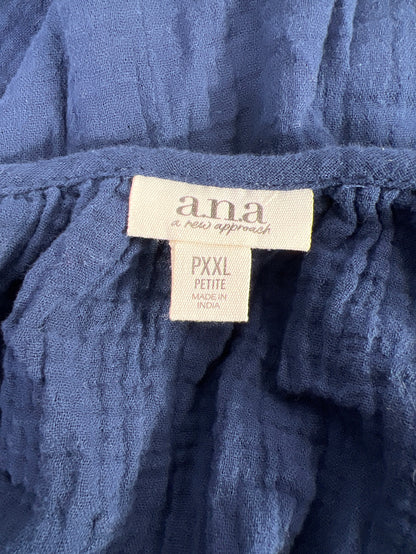 a.n.a
a new approach
PXXL
PETITE
MADE IN
INDIA